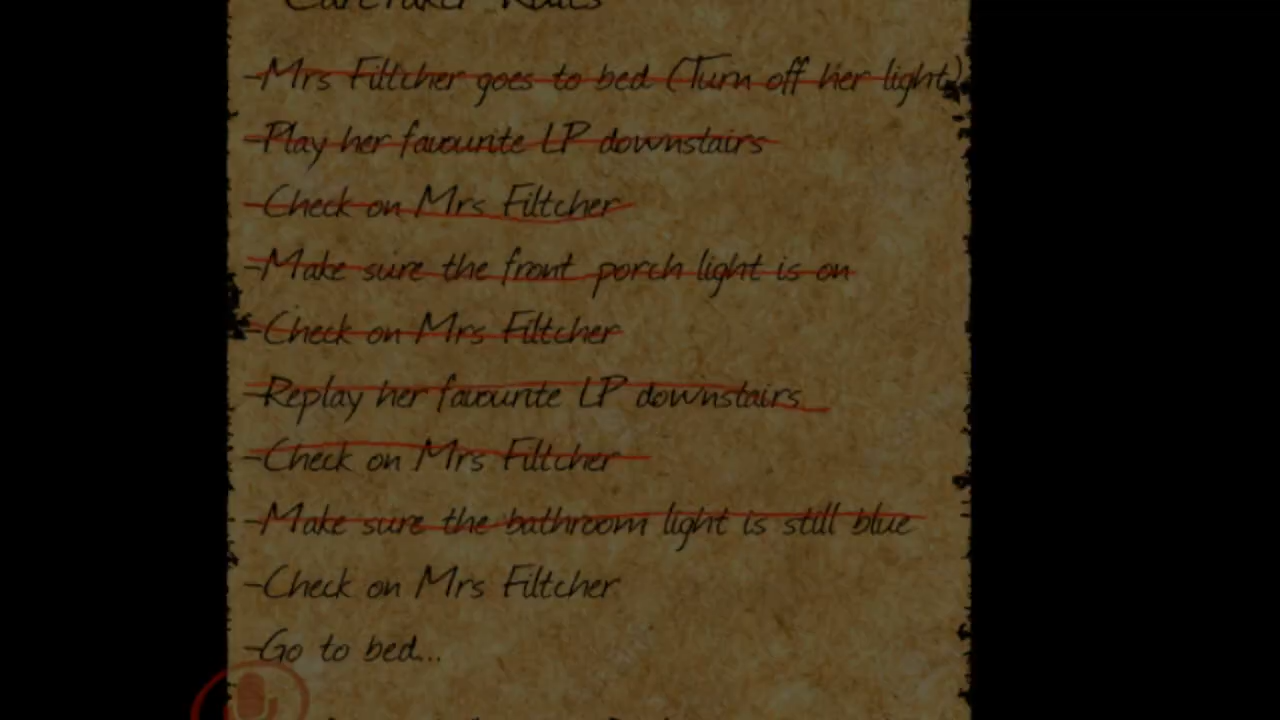 Caretaker Rules
-Mrs Filtcher goes to bed (Turn off her light)
-Play her favourite LP downstairs
-Check on Mrs Filtcher
-Make sure the front porch light is on
-Check on Mrs Filtcher
-Replay her favourite LP downstairs
-Check on Mrs Filtcher
-Make sure the bathroom light is still blue
-Check on Mrs Filtcher
-Go to bed...